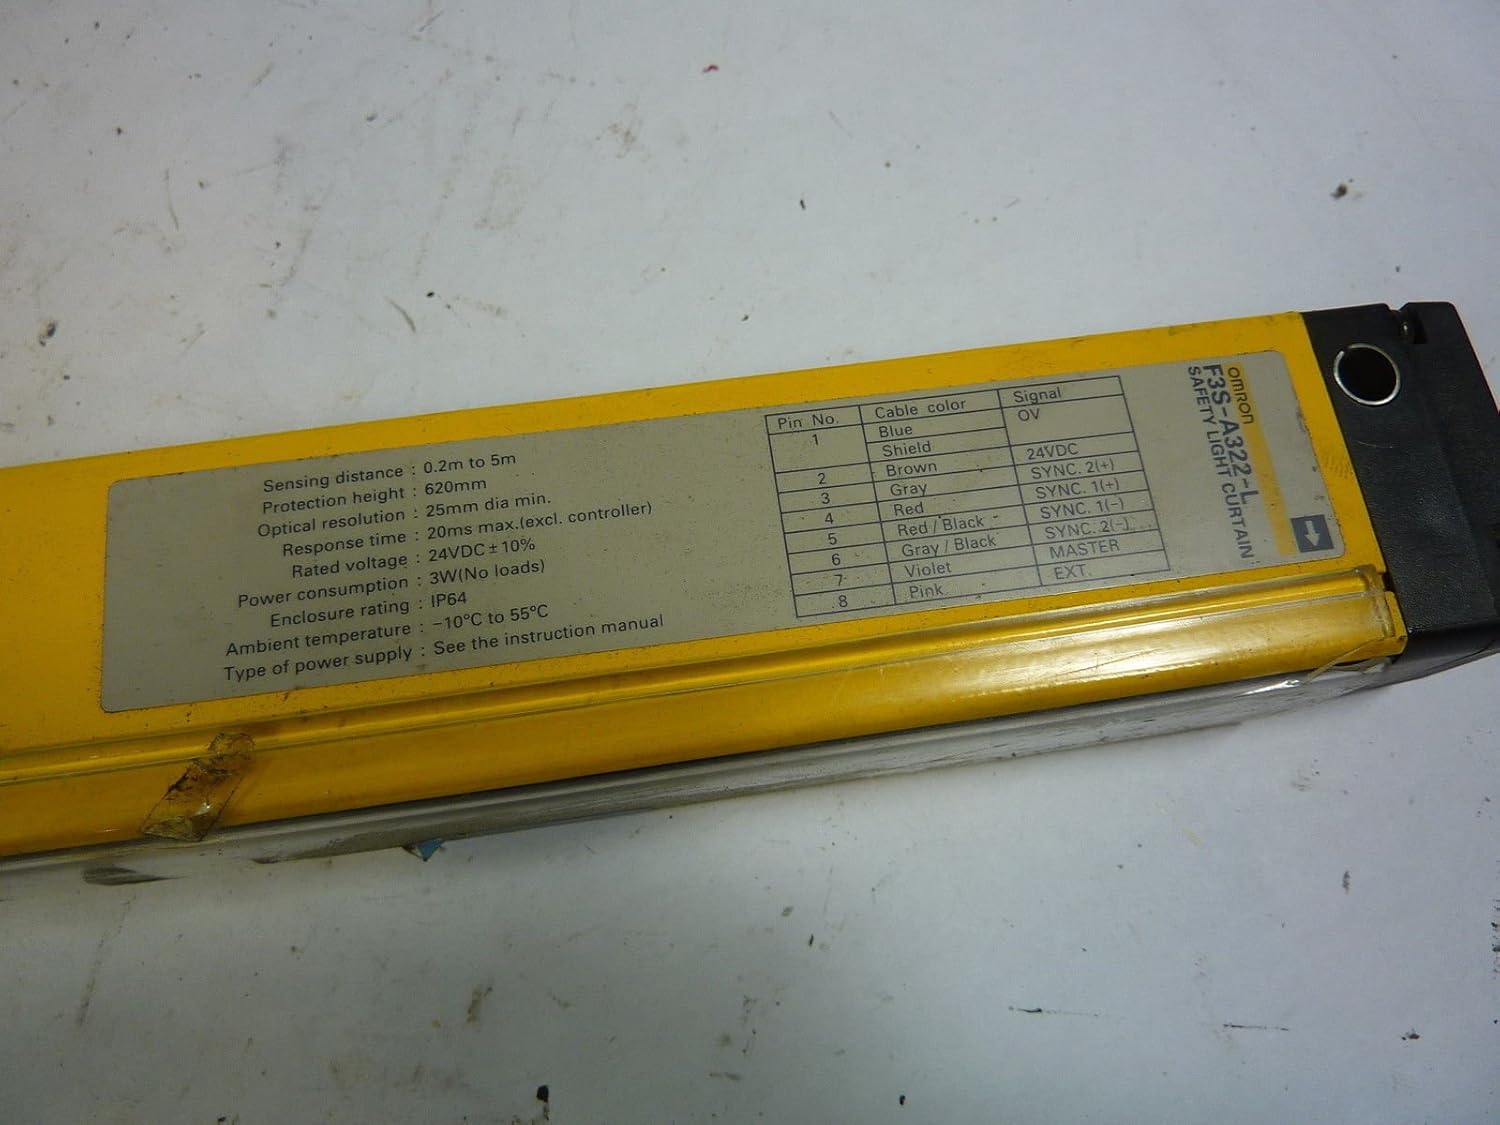 Sensing distance : 0.2m to 5m
Protection height : 620mm
Optical resolution : 25mm dia min.
Response time : 20ms max.(excl. controller)
Rated voltage : 24VDC ± 10%
Power consumption : 3W(No loads)
Enclosure rating : IP64
Ambient temperature : −10°C to 55°C
Type of power supply : See the instruction manual
Pin No. Cable color Signal
1 Blue 0V
Shield
2 Brown 24VDC
3 Gray SYNC. 2(+)
4 Red SYNC. 1(+)
5 Red / Black SYNC. 1(−)
6 Gray / Black SYNC. 2(−)
7 Violet MASTER
8 Pink EXT.
OMRON
F3S-A322-L
SAFETY LIGHT CURTAIN